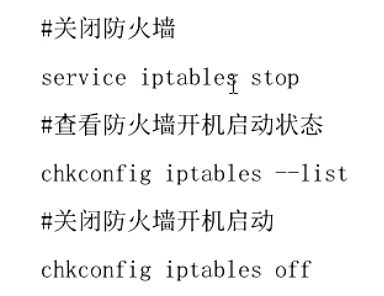 #关闭防火墙
service iptables stop
#查看防火墙开机启动状态
chkconfig iptables --list
#关闭防火墙开机启动
chkconfig iptables off